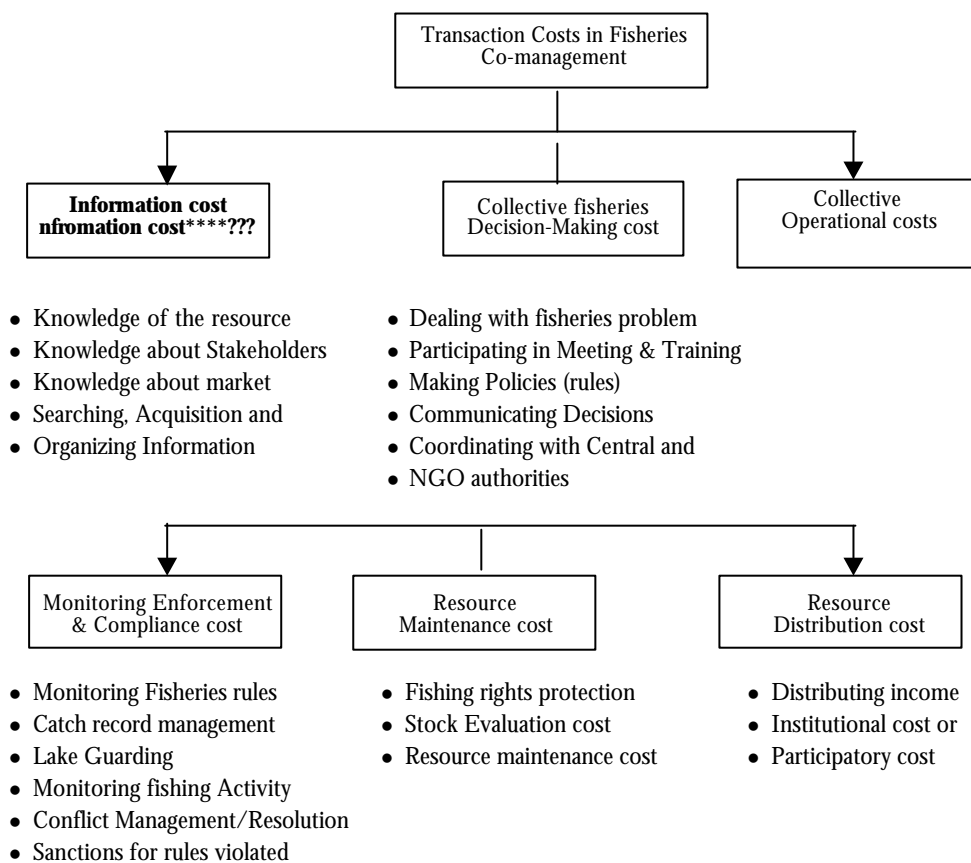 Transaction Costs in Fisheries
Co-management
Information cost
nfromation cost****???
Collective fisheries
Decision-Making cost
Collective
Operational costs
• Knowledge of the resource
• Knowledge about Stakeholders
• Knowledge about market
• Searching, Acquisition and
• Organizing Information
• Dealing with fisheries problem
• Participating in Meeting & Training
• Making Policies (rules)
• Communicating Decisions
• Coordinating with Central and
• NGO authorities
Monitoring Enforcement
& Compliance cost
Resource
Maintenance cost
Resource
Distribution cost
• Monitoring Fisheries rules
• Catch record management
• Lake Guarding
• Monitoring fishing Activity
• Conflict Management/Resolution
• Sanctions for rules violated
• Fishing rights protection
• Stock Evaluation cost
• Resource maintenance cost
• Distributing income
• Institutional cost or
• Participatory cost